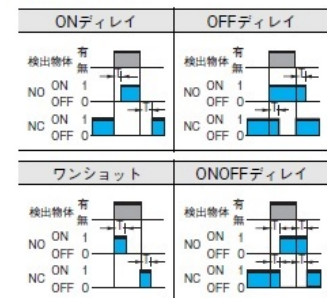 ONディレイ
OFFディレイ
検出物体 有
無
T
NO ON 1
OFF 0
T
NC ON 1
OFF 0
検出物体 有
無
T
NO ON 1
OFF 0
T
NC ON 1
OFF 0
ワンショット
ONOFFディレイ
検出物体 有
無
T
NO ON 1
OFF 0
T
NC ON 1
OFF 0
検出物体 有
無
T T
NO ON 1
OFF 0
T T
NC ON 1
OFF 0